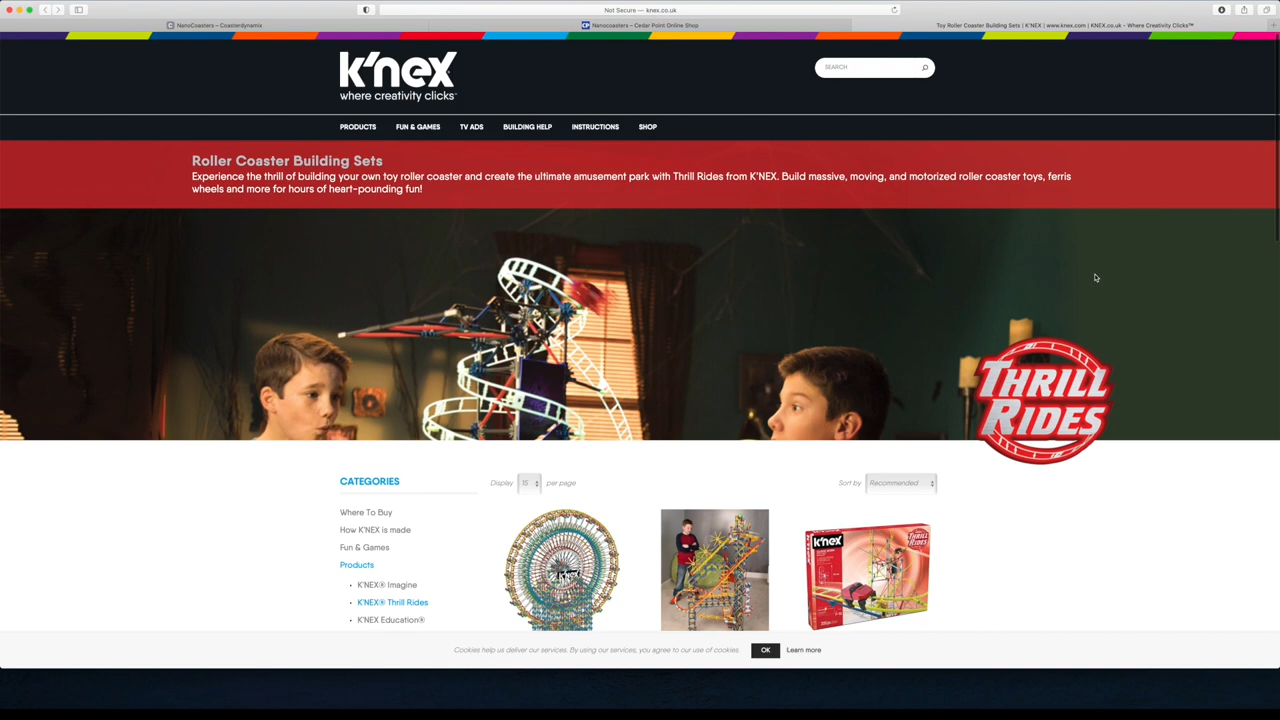 Not Secure — knex.co.uk
NanoCoasters – Coasterdynamix
Nanocoasters – Cedar Point Online Shop
Toy Roller Coaster Building Sets | K'NEX | www.knex.com | KNEX.co.uk - Where Creativity Clicks™
k'nex
where creativity clicks™
SEARCH
PRODUCTS FUN & GAMES TV ADS BUILDING HELP INSTRUCTIONS SHOP
Roller Coaster Building Sets
Experience the thrill of building your own toy roller coaster and create the ultimate amusement park with Thrill Rides from K'NEX. Build massive, moving, and motorized roller coaster toys, ferris
wheels and more for hours of heart-pounding fun!
THRILL
RIDES
CATEGORIES
Display 15 per page
Sort by Recommended
Where To Buy
How K'NEX is made
Fun & Games
Products
K'NEX® Imagine
K'NEX® Thrill Rides
K'NEX Education®
k'nex
Cookies help us deliver our services. By using our services, you agree to our use of cookies. OK Learn more